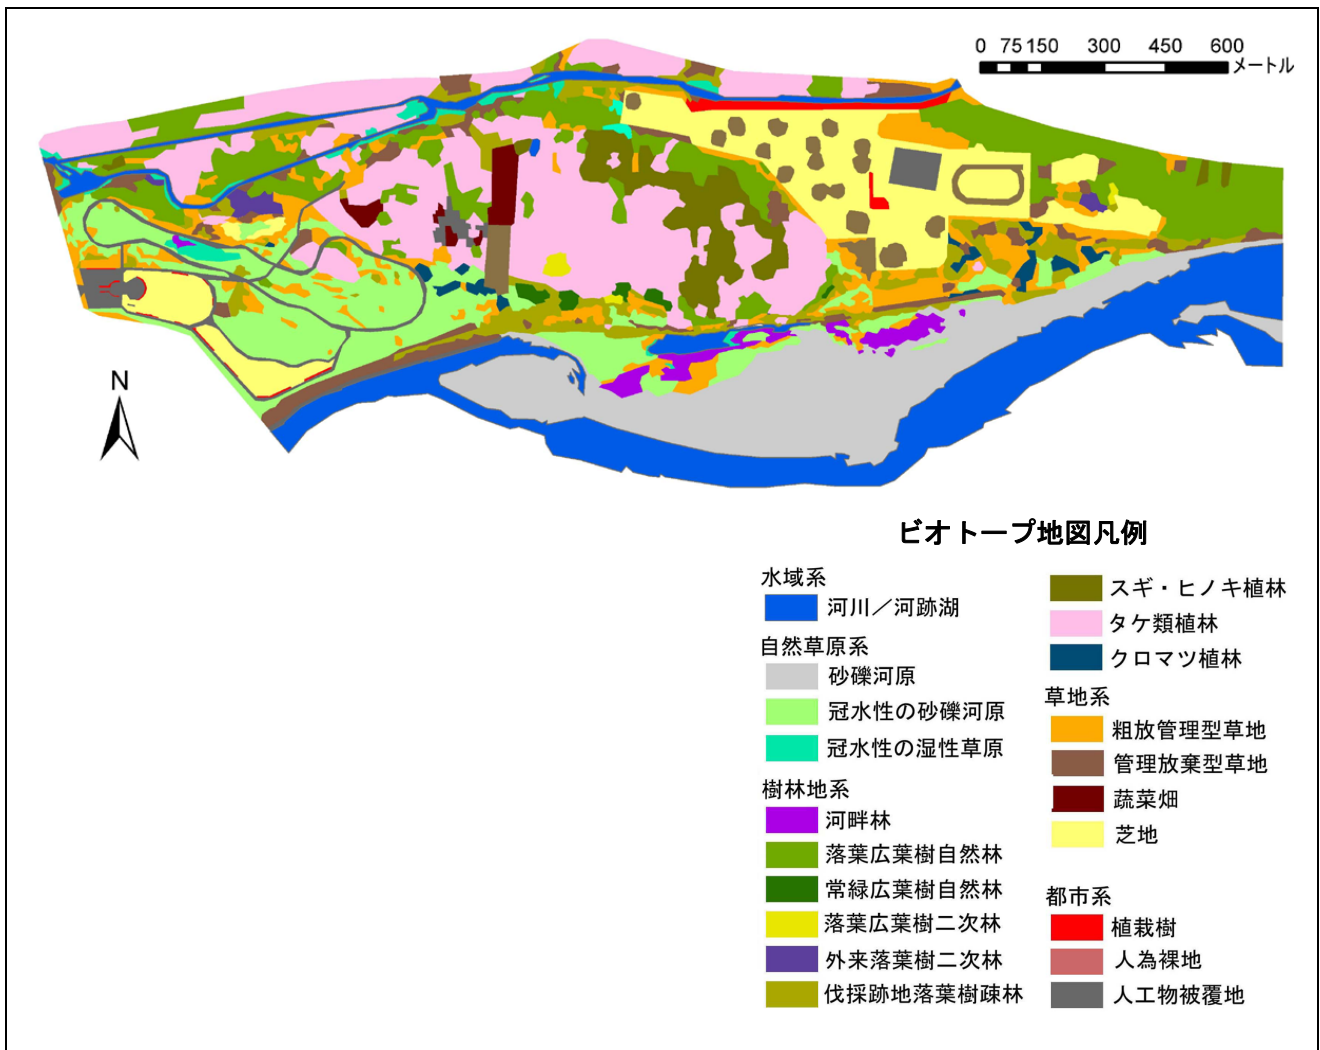 0 75 150 300 450 600
メートル
N
ビオトープ地図凡例
水域系
河川／河跡湖
自然草原系
砂礫河原
冠水性の砂礫河原
冠水性の湿性草原
樹林地系
河畔林
落葉広葉樹自然林
常緑広葉樹自然林
落葉広葉樹二次林
外来落葉樹二次林
伐採跡地落葉樹疎林
スギ・ヒノキ植林
タケ類植林
クロマツ植林
草地系
粗放管理型草地
管理放棄型草地
蔬菜畑
芝地
都市系
植栽樹
人為裸地
人工物被覆地